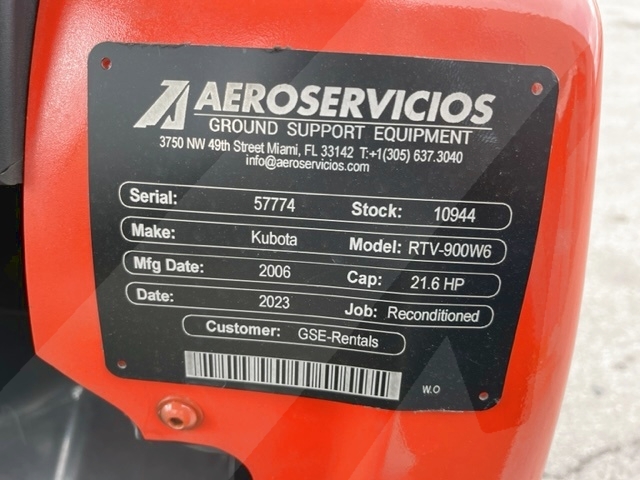 AEROSERVICIOS
GROUND SUPPORT EQUIPMENT
3750 NW 49th Street Miami, FL 33142 T:+1(305) 637.3040
info@aeroservicios.com
Serial: 57774 Stock: 10944
Make: Kubota Model: RTV-900W6
Mfg Date: 2006 Cap: 21.6 HP
Date: 2023 Job: Reconditioned
Customer: GSE-Rentals
W.O